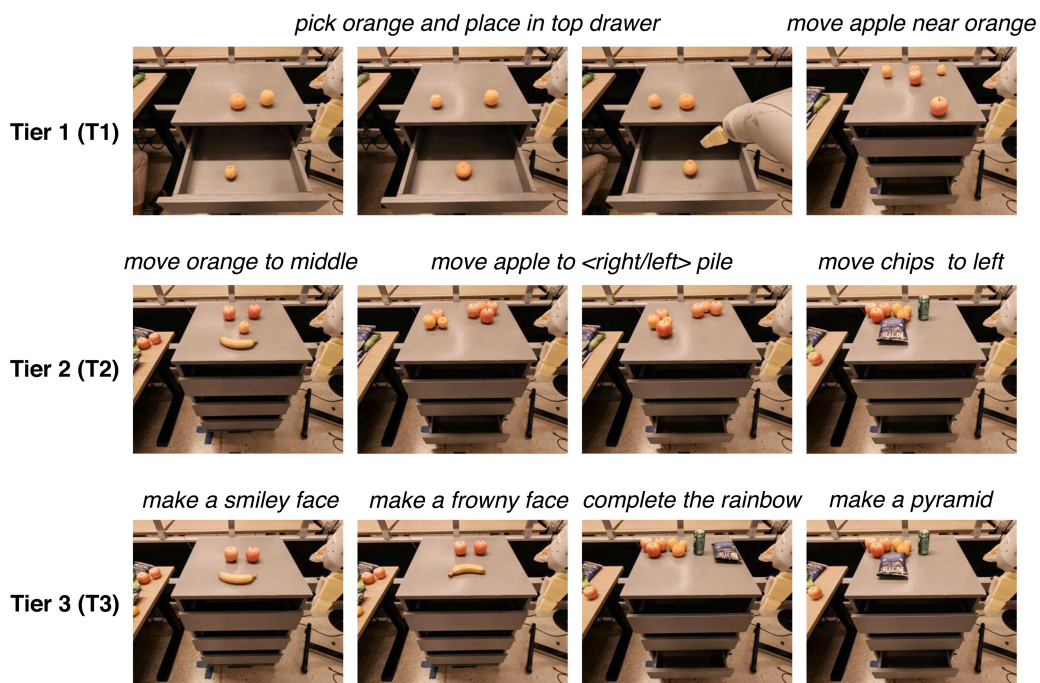 pick orange and place in top drawer
move apple near orange
Tier 1 (T1)
move orange to middle
move apple to <right/left> pile
move chips to left
Tier 2 (T2)
make a smiley face
make a frowny face
complete the rainbow
make a pyramid
Tier 3 (T3)